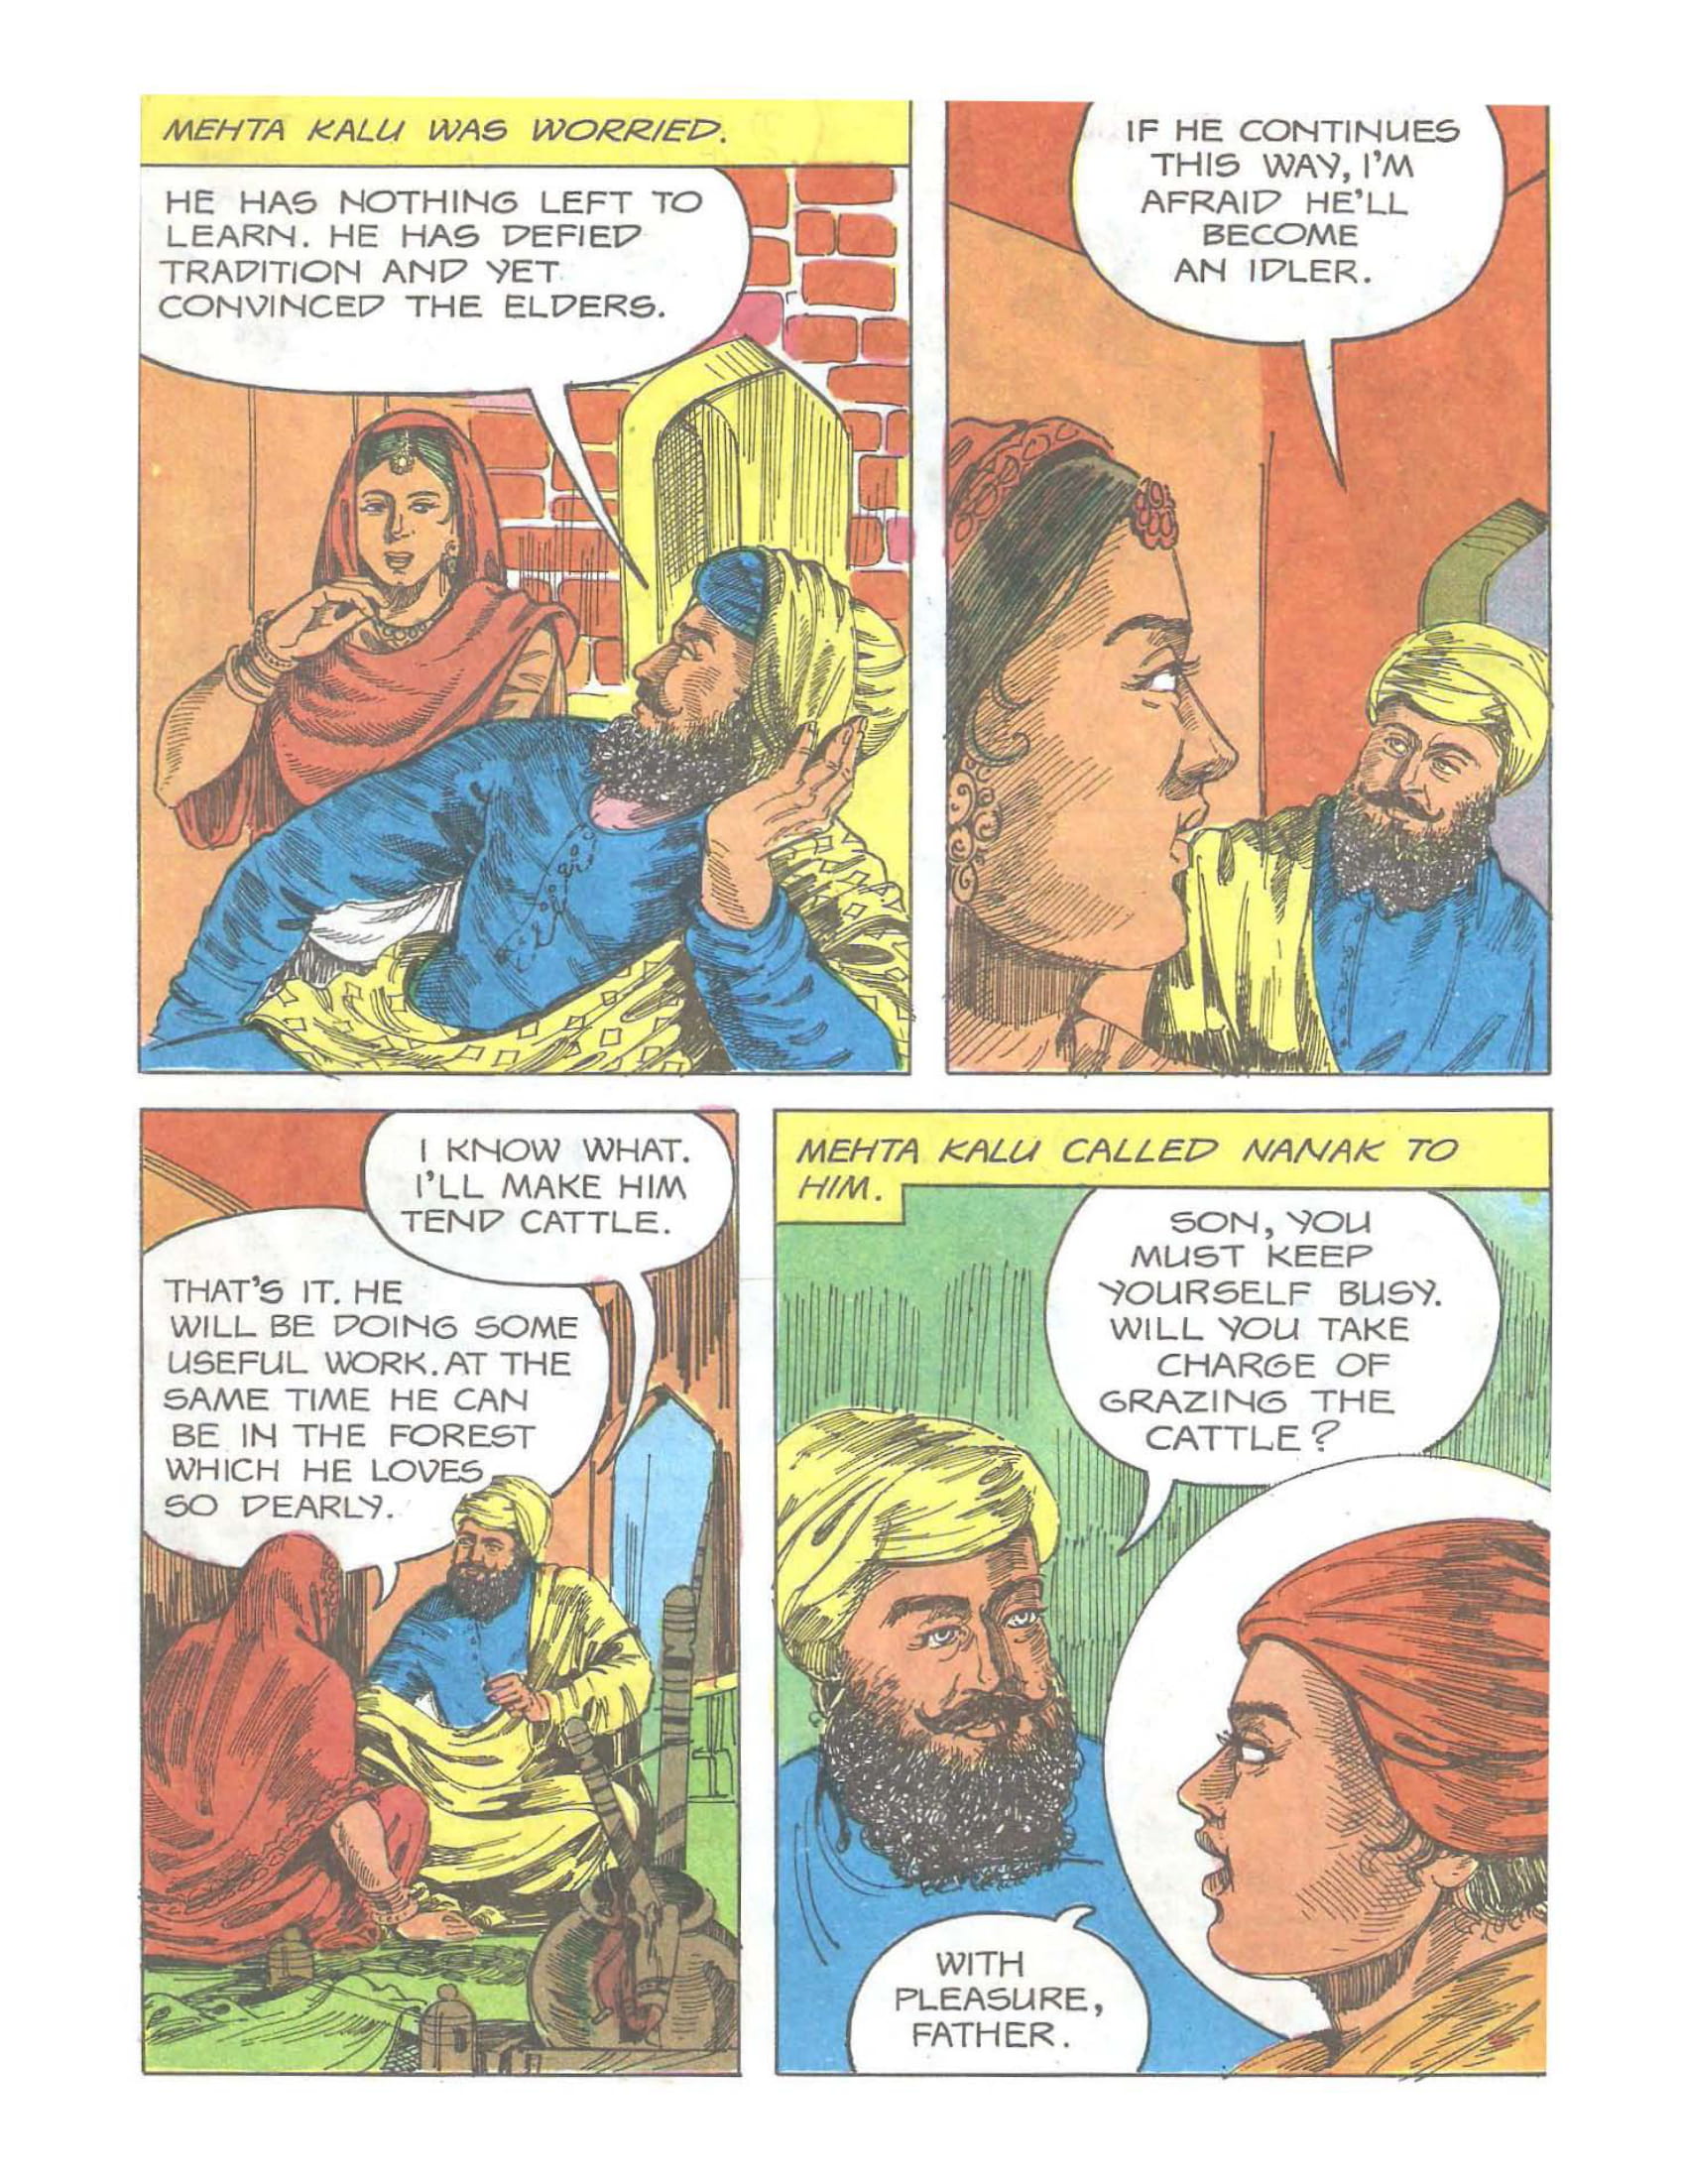 MEHTA KALU WAS WORRIED.
HE HAS NOTHING LEFT TO
LEARN. HE HAS DEFIED
TRADITION AND YET
CONVINCED THE ELDERS.
IF HE CONTINUES
THIS WAY, I'M
AFRAID HE'LL
BECOME
AN IDLER.
I KNOW WHAT.
I'LL MAKE HIM
TEND CATTLE.
THAT'S IT. HE
WILL BE DOING SOME
USEFUL WORK. AT THE
SAME TIME HE CAN
BE IN THE FOREST
WHICH HE LOVES
SO DEARLY.
MEHTA KALU CALLED NANAK TO
HIM.
SON, YOU
MUST KEEP
YOURSELF BUSY.
WILL YOU TAKE
CHARGE OF
GRAZING THE
CATTLE?
WITH
PLEASURE,
FATHER.